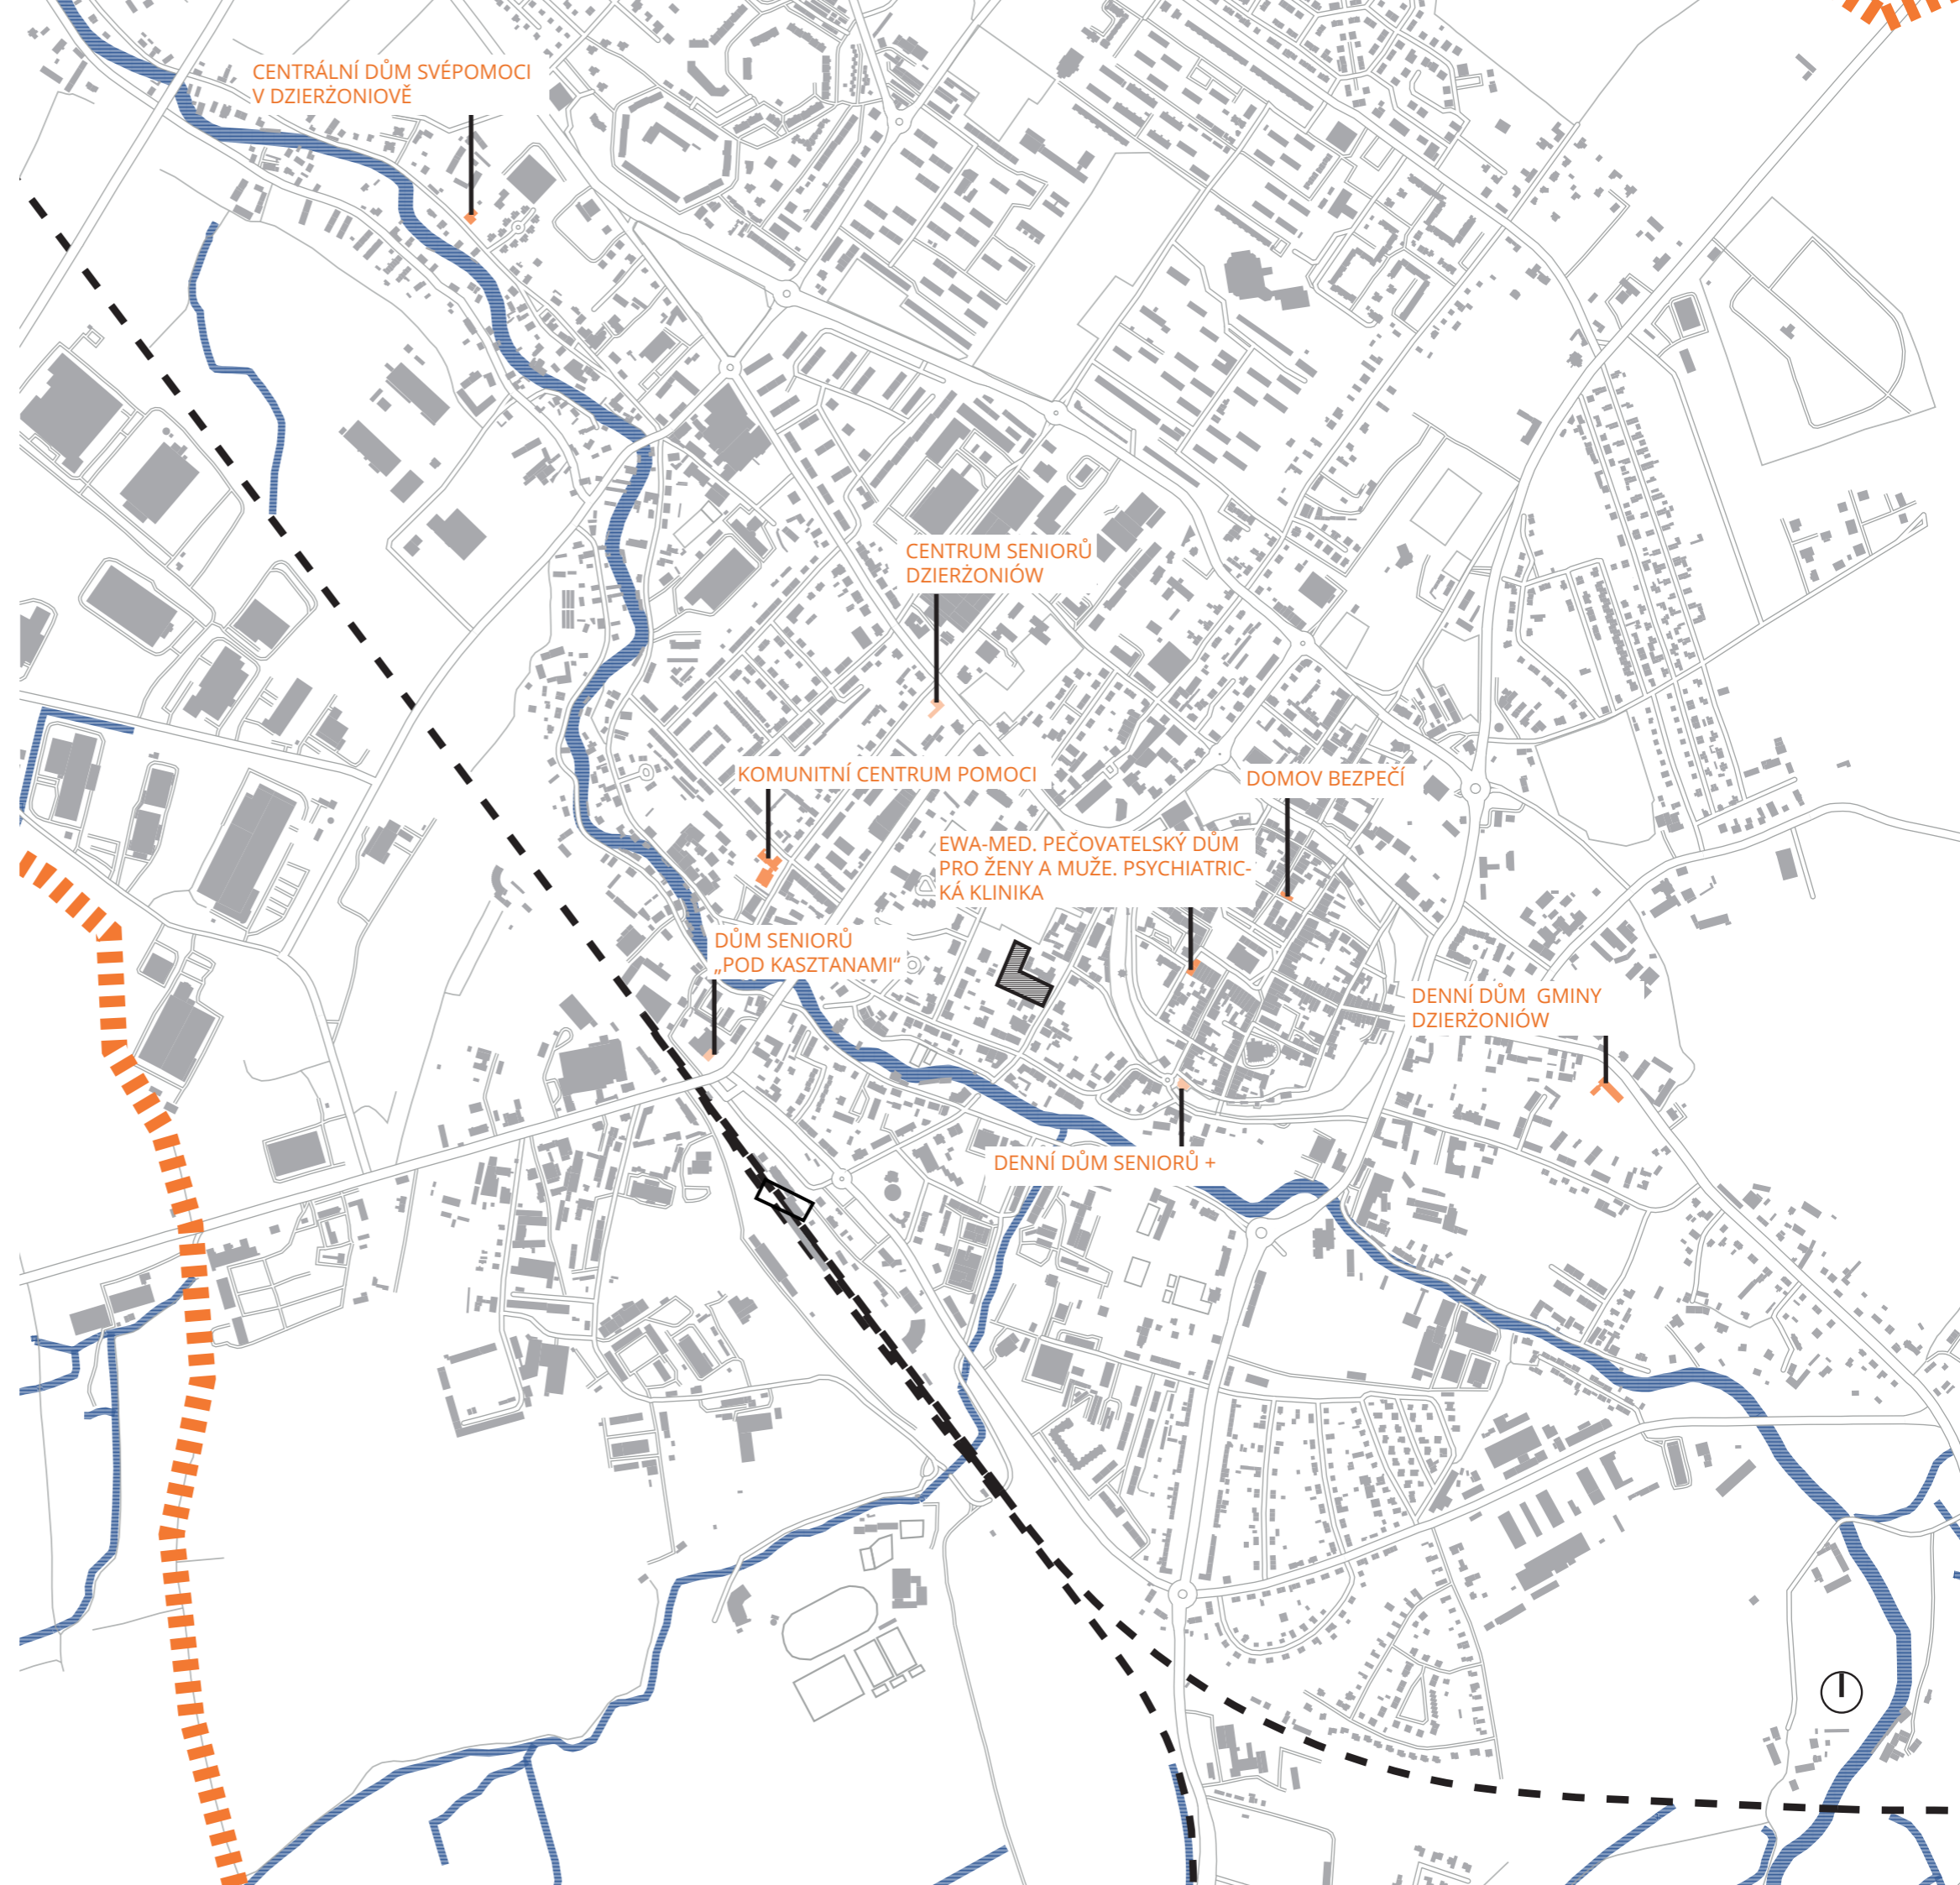 CENTRÁLNÍ DŮM SVÉPOMOCI
V DZIERŻONIOVĚ
CENTRUM SENIORŮ
DZIERŻONIÓW
KOMUNITNÍ CENTRUM POMOCI
DOMOV BEZPEČÍ
EWA-MED. PEČOVATELSKÝ DŮM
PRO ŽENY A MUŽE. PSYCHIATRIC-
KÁ KLINIKA
DŮM SENIORŮ
„POD KASZTANAMI“
DENNÍ DŮM GMINY
DZIERŻONIÓW
DENNÍ DŮM SENIORŮ +